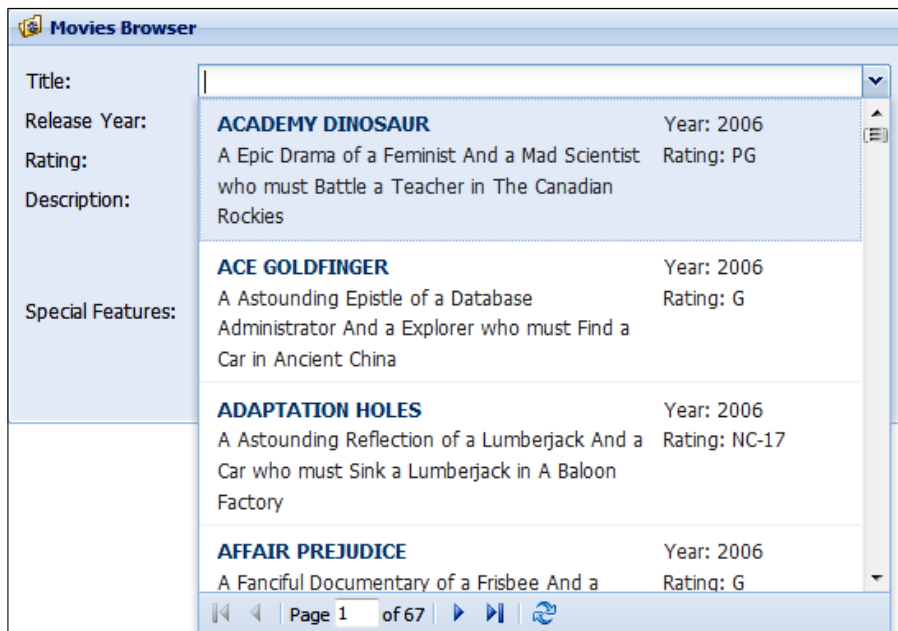 Movies Browser
Title:
Release Year:
Rating:
Description:
Special Features:
ACADEMY DINOSAUR
Year: 2006
A Epic Drama of a Feminist And a Mad Scientist
Rating: PG
who must Battle a Teacher in The Canadian
Rockies
ACE GOLDFINGER
Year: 2006
A Astounding Epistle of a Database
Rating: G
Administrator And a Explorer who must Find a
Car in Ancient China
ADAPTATION HOLES
Year: 2006
A Astounding Reflection of a Lumberjack And a
Rating: NC-17
Car who must Sink a Lumberjack in A Baloon
Factory
AFFAIR PREJUDICE
Year: 2006
A Fanciful Documentary of a Frisbee And a
Rating: G
Page 1 of 67